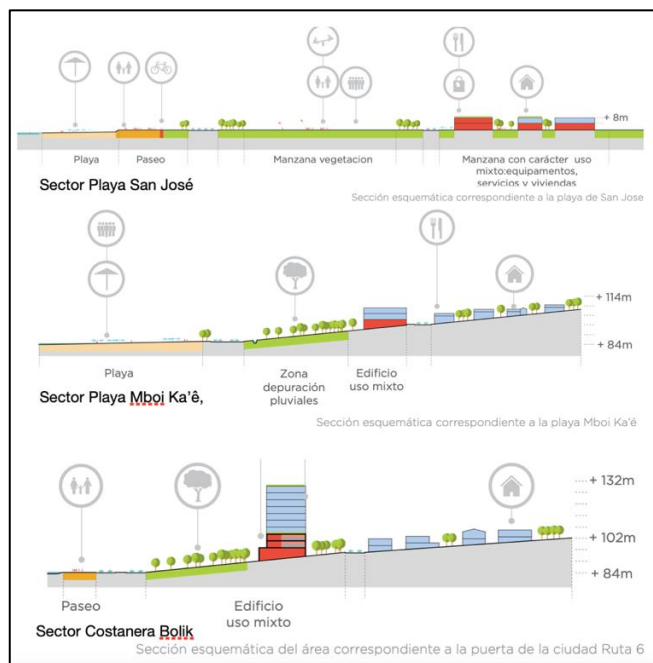 + 8m
Playa
Paseo
Manzana vegetacion
Manzana con carácter uso
mixto:equipamentos,
servicios y viviendas
Sector Playa San José
Sección esquemática correspondiente a la playa de San Jose
+ 114m
+ 84m
Playa
Zona
depuración
pluviales
Edificio
uso mixto
Sector Playa Mboi Ka'ê,
Sección esquemática correspondiente a la playa Mboi Ka'é
+ 132m
+ 102m
+ 84m
Paseo
Edificio
uso mixto
Sector Costanera Bolik
Sección esquemática del área correspondiente a la puerta de la ciudad Ruta 6